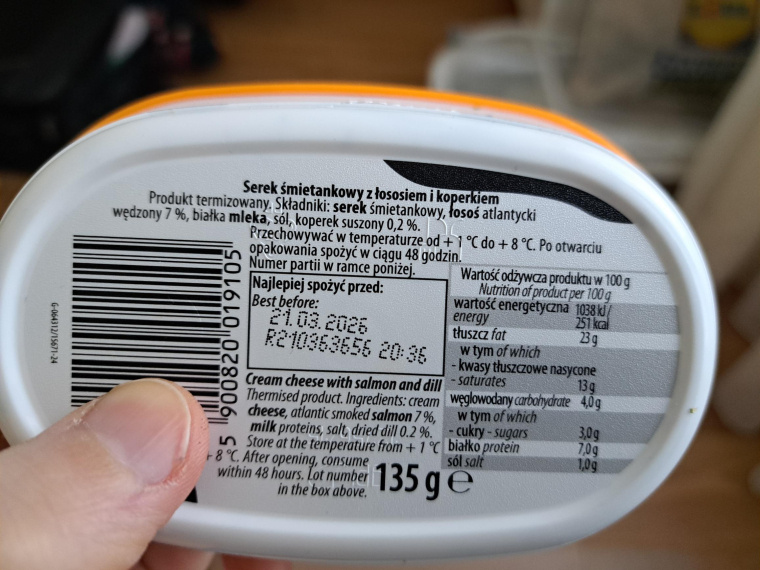 Serek śmietankowy z łososiem i koperkiem
Produkt termizowany. Składniki: serek śmietankowy, łosoś atlantycki
wędzony 7 %, białka mleka, sól, koperek suszony 0,2 %.
Przechowywać w temperaturze od + 1 °C do + 8 °C. Po otwarciu
opakowania spożyć w ciągu 48 godzin.
Numer partii w ramce poniżej.
Najlepiej spożyć przed:
Best before:
21.03.2026
R210363656 20:36
Cream cheese with salmon and dill
Thermised product. Ingredients: cream
cheese, atlantic smoked salmon 7 %,
milk proteins, salt, dried dill 0.2 %.
Store at the temperature from + 1 °C
+ 8 °C. After opening, consume
within 48 hours. Lot number
in the box above.
135 g e
Wartość odżywcza produktu w 100 g
Nutrition of product per 100 g
wartość energetyczna 1038 kJ /
energy 251 kcal
tłuszcz fat 23 g
w tym of which
- kwasy tłuszczowe nasycone
- saturates 13 g
węglowodany carbohydrate 4,0 g
w tym of which
- cukry - sugars 3,0 g
białko protein 7,0 g
sól salt 1,0 g
5 900820 019105